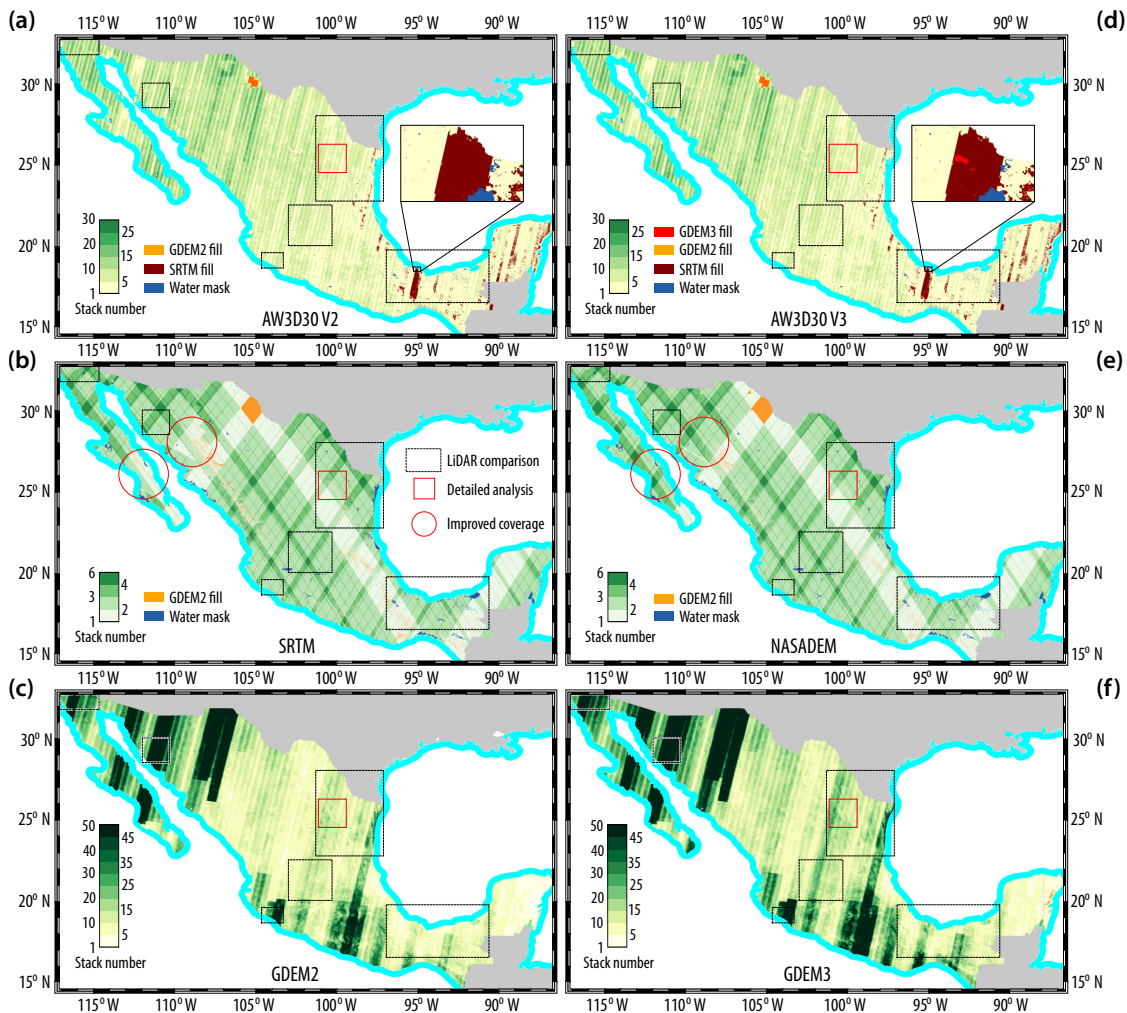 (a)
115° W 110° W 105° W 100° W 95° W 90° W
30° N
25° N
20° N
15° N
30
25
20
15
10
5
1
Stack number
GDEM2 fill
SRTM fill
Water mask
AW3D30 V2
(d)
115° W 110° W 105° W 100° W 95° W 90° W
30° N
25° N
20° N
15° N
30
25
20
15
10
5
1
Stack number
GDEM3 fill
GDEM2 fill
SRTM fill
Water mask
AW3D30 V3
(b)
115° W 110° W 105° W 100° W 95° W 90° W
30° N
25° N
20° N
15° N
LiDAR comparison
Detailed analysis
Improved coverage
6
4
3
2
1
Stack number
GDEM2 fill
Water mask
SRTM
(e)
115° W 110° W 105° W 100° W 95° W 90° W
30° N
25° N
20° N
15° N
6
4
3
2
1
Stack number
GDEM2 fill
Water mask
NASADEM
(c)
115° W 110° W 105° W 100° W 95° W 90° W
30° N
25° N
20° N
15° N
50
45
40
35
30
25
20
15
10
5
1
Stack number
GDEM2
115° W 110° W 105° W 100° W 95° W 90° W
(f)
115° W 110° W 105° W 100° W 95° W 90° W
30° N
25° N
20° N
15° N
50
45
40
35
30
25
20
15
10
5
1
Stack number
GDEM3
115° W 110° W 105° W 100° W 95° W 90° W